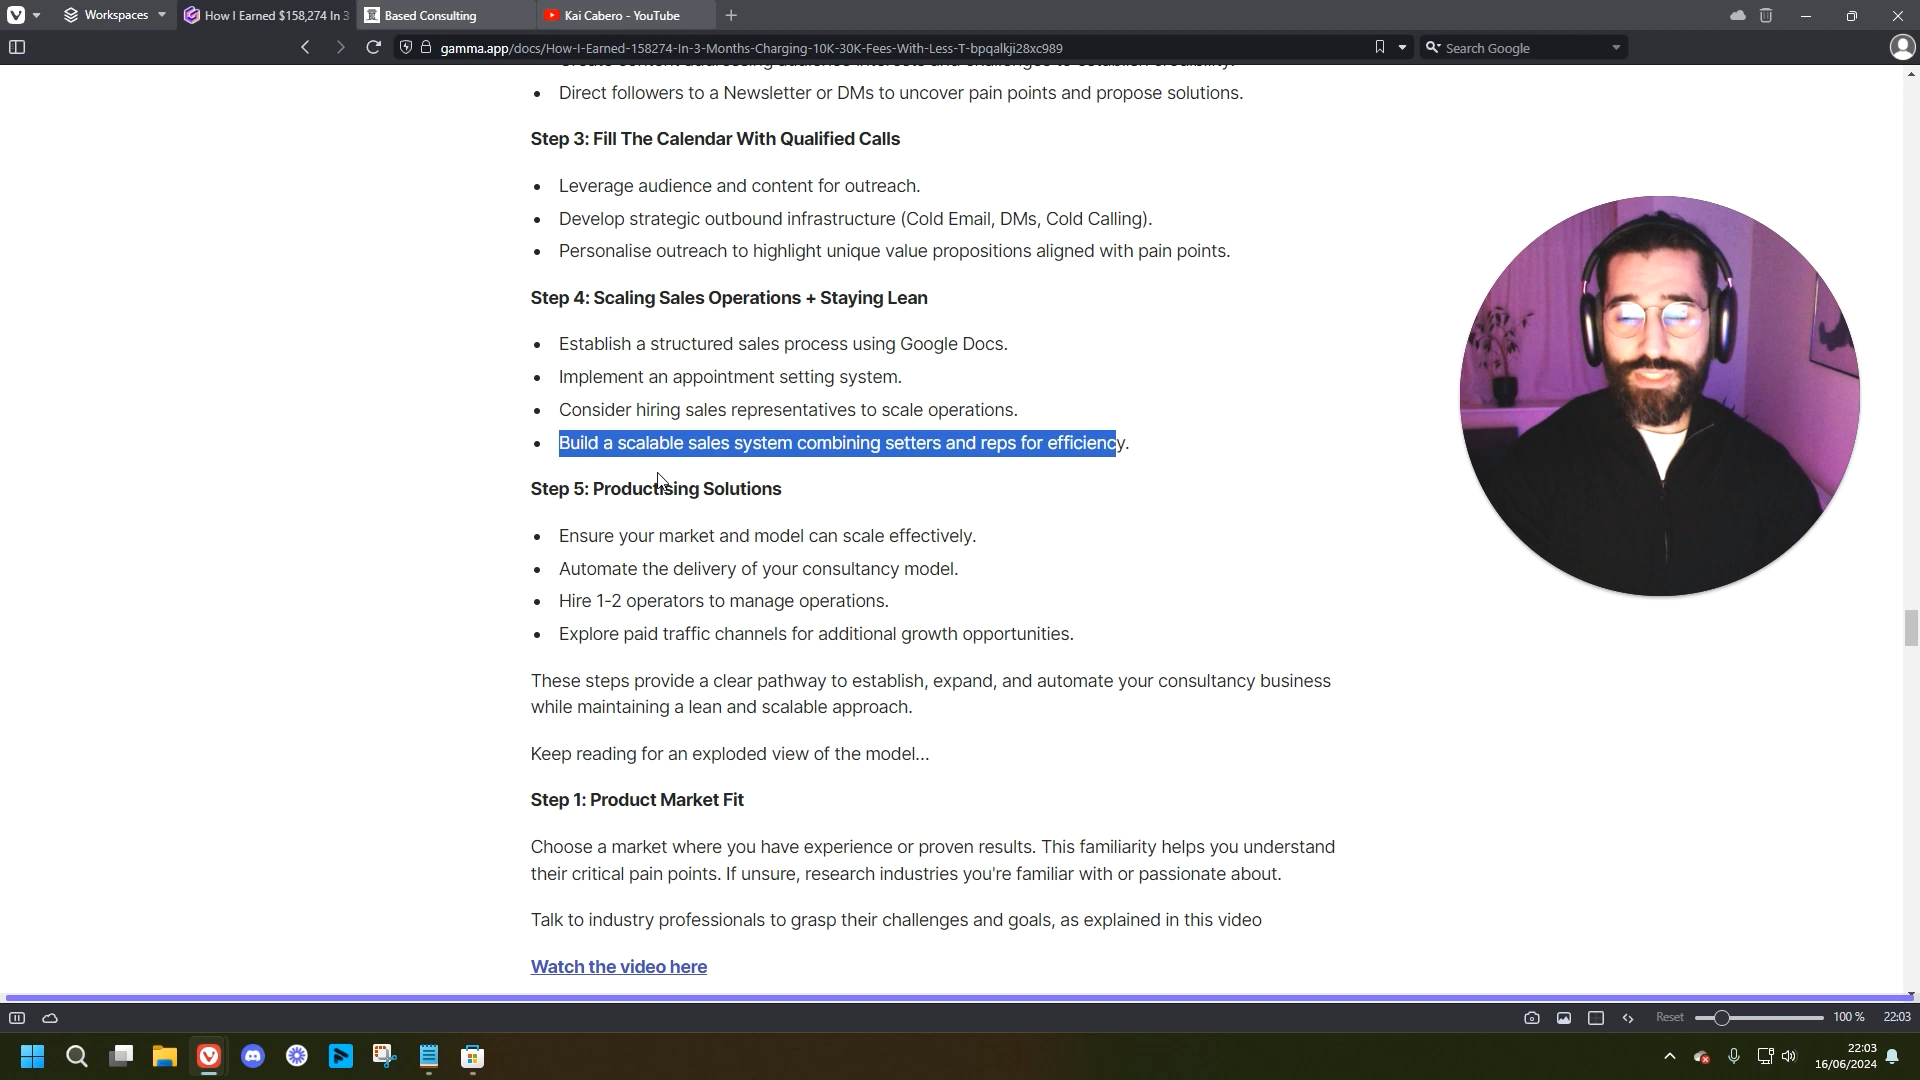 Workspaces
How I Earned $158,274 In 3
Based Consulting
Kai Cabero - YouTube
gamma.app/docs/How-I-Earned-158274-In-3-Months-Charging-10K-30K-Fees-With-Less-T-bpqalkji28xc989
Search Google
Direct followers to a Newsletter or DMs to uncover pain points and propose solutions.
Step 3: Fill The Calendar With Qualified Calls
Leverage audience and content for outreach.
Develop strategic outbound infrastructure (Cold Email, DMs, Cold Calling).
Personalise outreach to highlight unique value propositions aligned with pain points.
Step 4: Scaling Sales Operations + Staying Lean
Establish a structured sales process using Google Docs.
Implement an appointment setting system.
Consider hiring sales representatives to scale operations.
Build a scalable sales system combining setters and reps for efficiency.
Step 5: Productising Solutions
Ensure your market and model can scale effectively.
Automate the delivery of your consultancy model.
Hire 1-2 operators to manage operations.
Explore paid traffic channels for additional growth opportunities.
These steps provide a clear pathway to establish, expand, and automate your consultancy business
while maintaining a lean and scalable approach.
Keep reading for an exploded view of the model...
Step 1: Product Market Fit
Choose a market where you have experience or proven results. This familiarity helps you understand
their critical pain points. If unsure, research industries you're familiar with or passionate about.
Talk to industry professionals to grasp their challenges and goals, as explained in this video
Watch the video here
Reset
100 %
22:03
22:03
16/06/2024